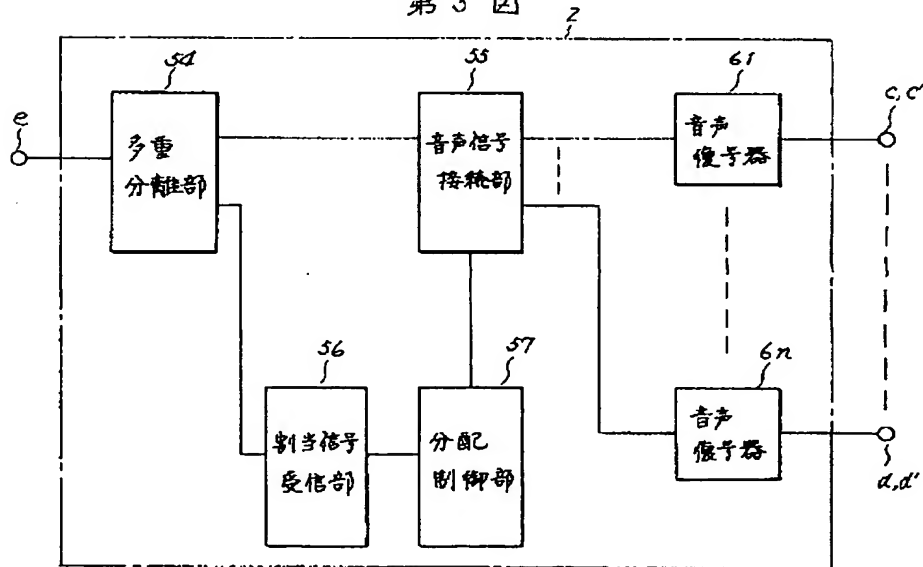 第3図
2
54
55
61
e
多重
分離部
音声信号
接続部
音声
復号器
c,c'
56
57
6n
割当信号
受信部
分配
制御部
音声
復号器
d,d'